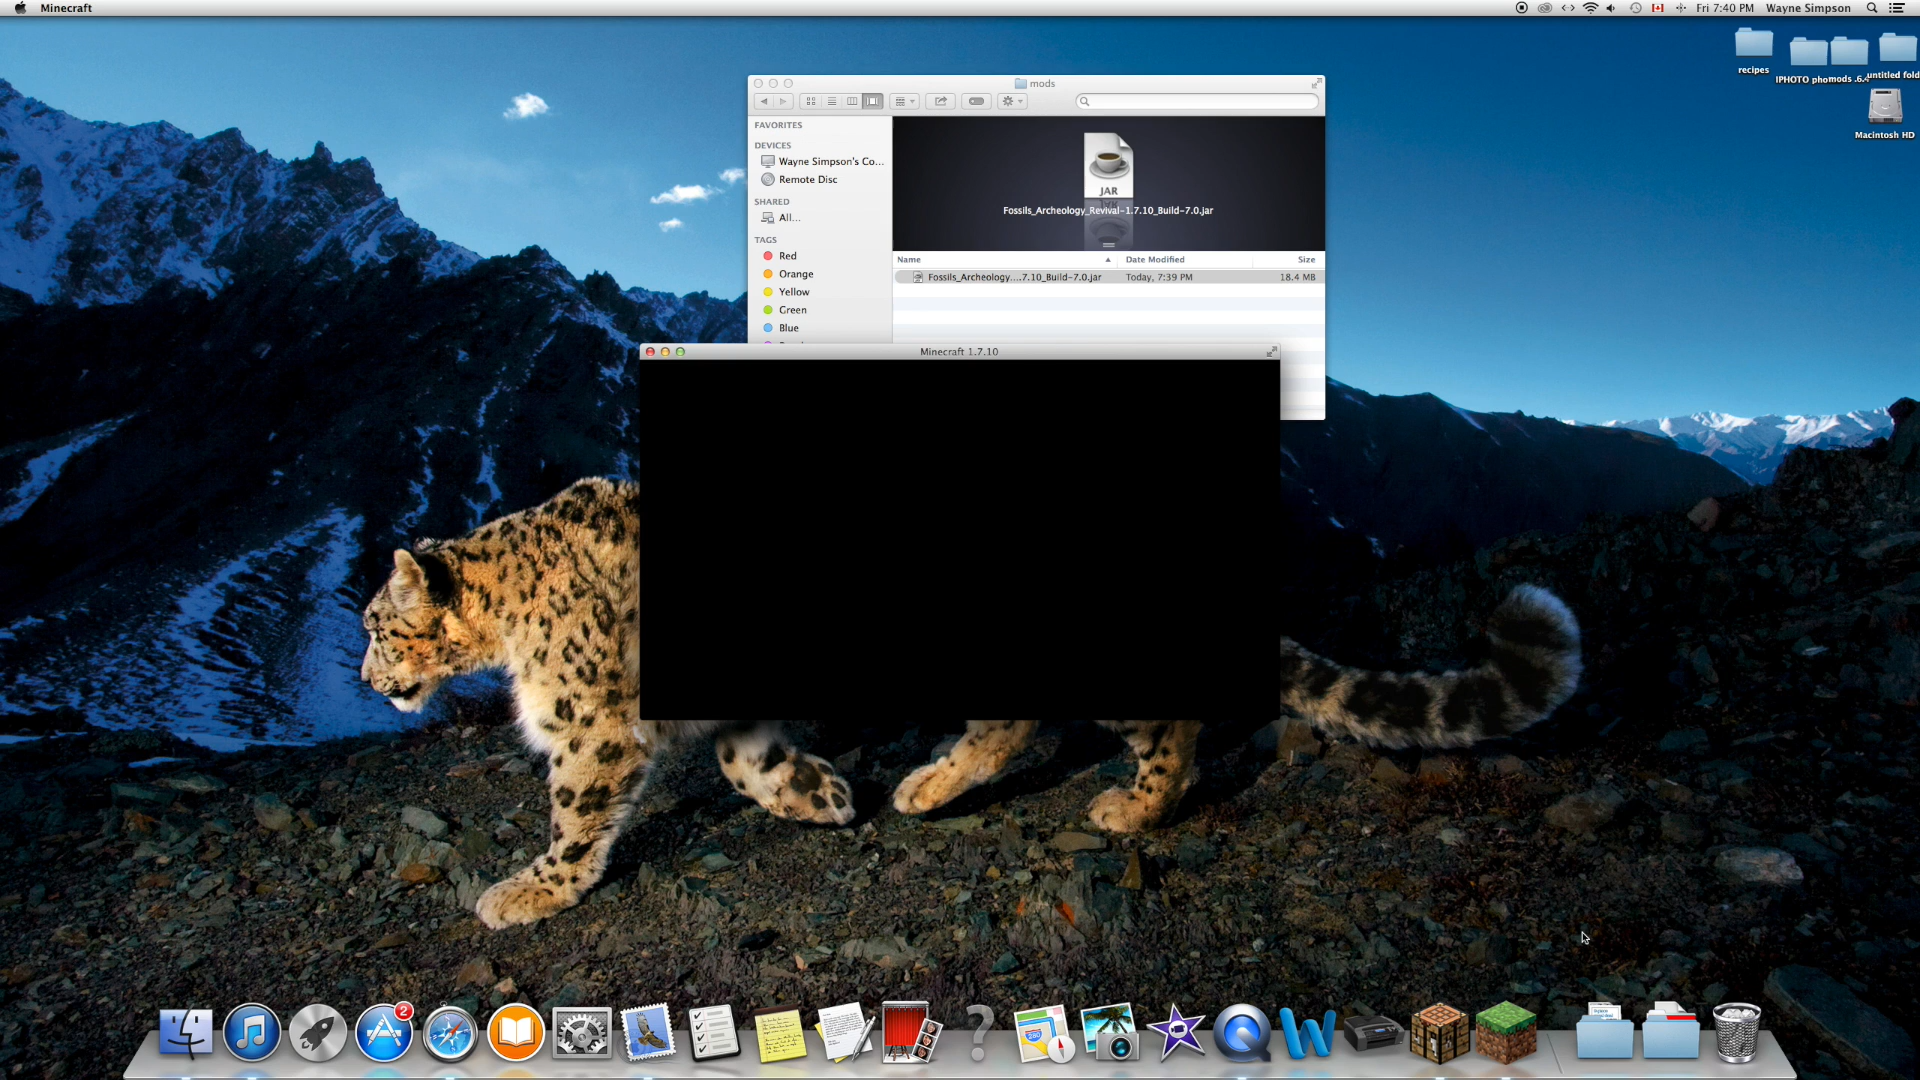 Minecraft
Fri 7:40 PM
Wayne Simpson
recipes
IPHOTO pho
mods .6.4
untitled fold
Macintosh HD
mods
FAVORITES
DEVICES
Wayne Simpson's Co...
Remote Disc
SHARED
All...
TAGS
Red
Orange
Yellow
Green
Blue
JAR
Fossils_Archeology_Revival-1.7.10_Build-7.0.jar
Name
Date Modified
Size
Fossils_Archeology....7.10_Build-7.0.jar
Today, 7:39 PM
18.4 MB
Minecraft 1.7.10
2